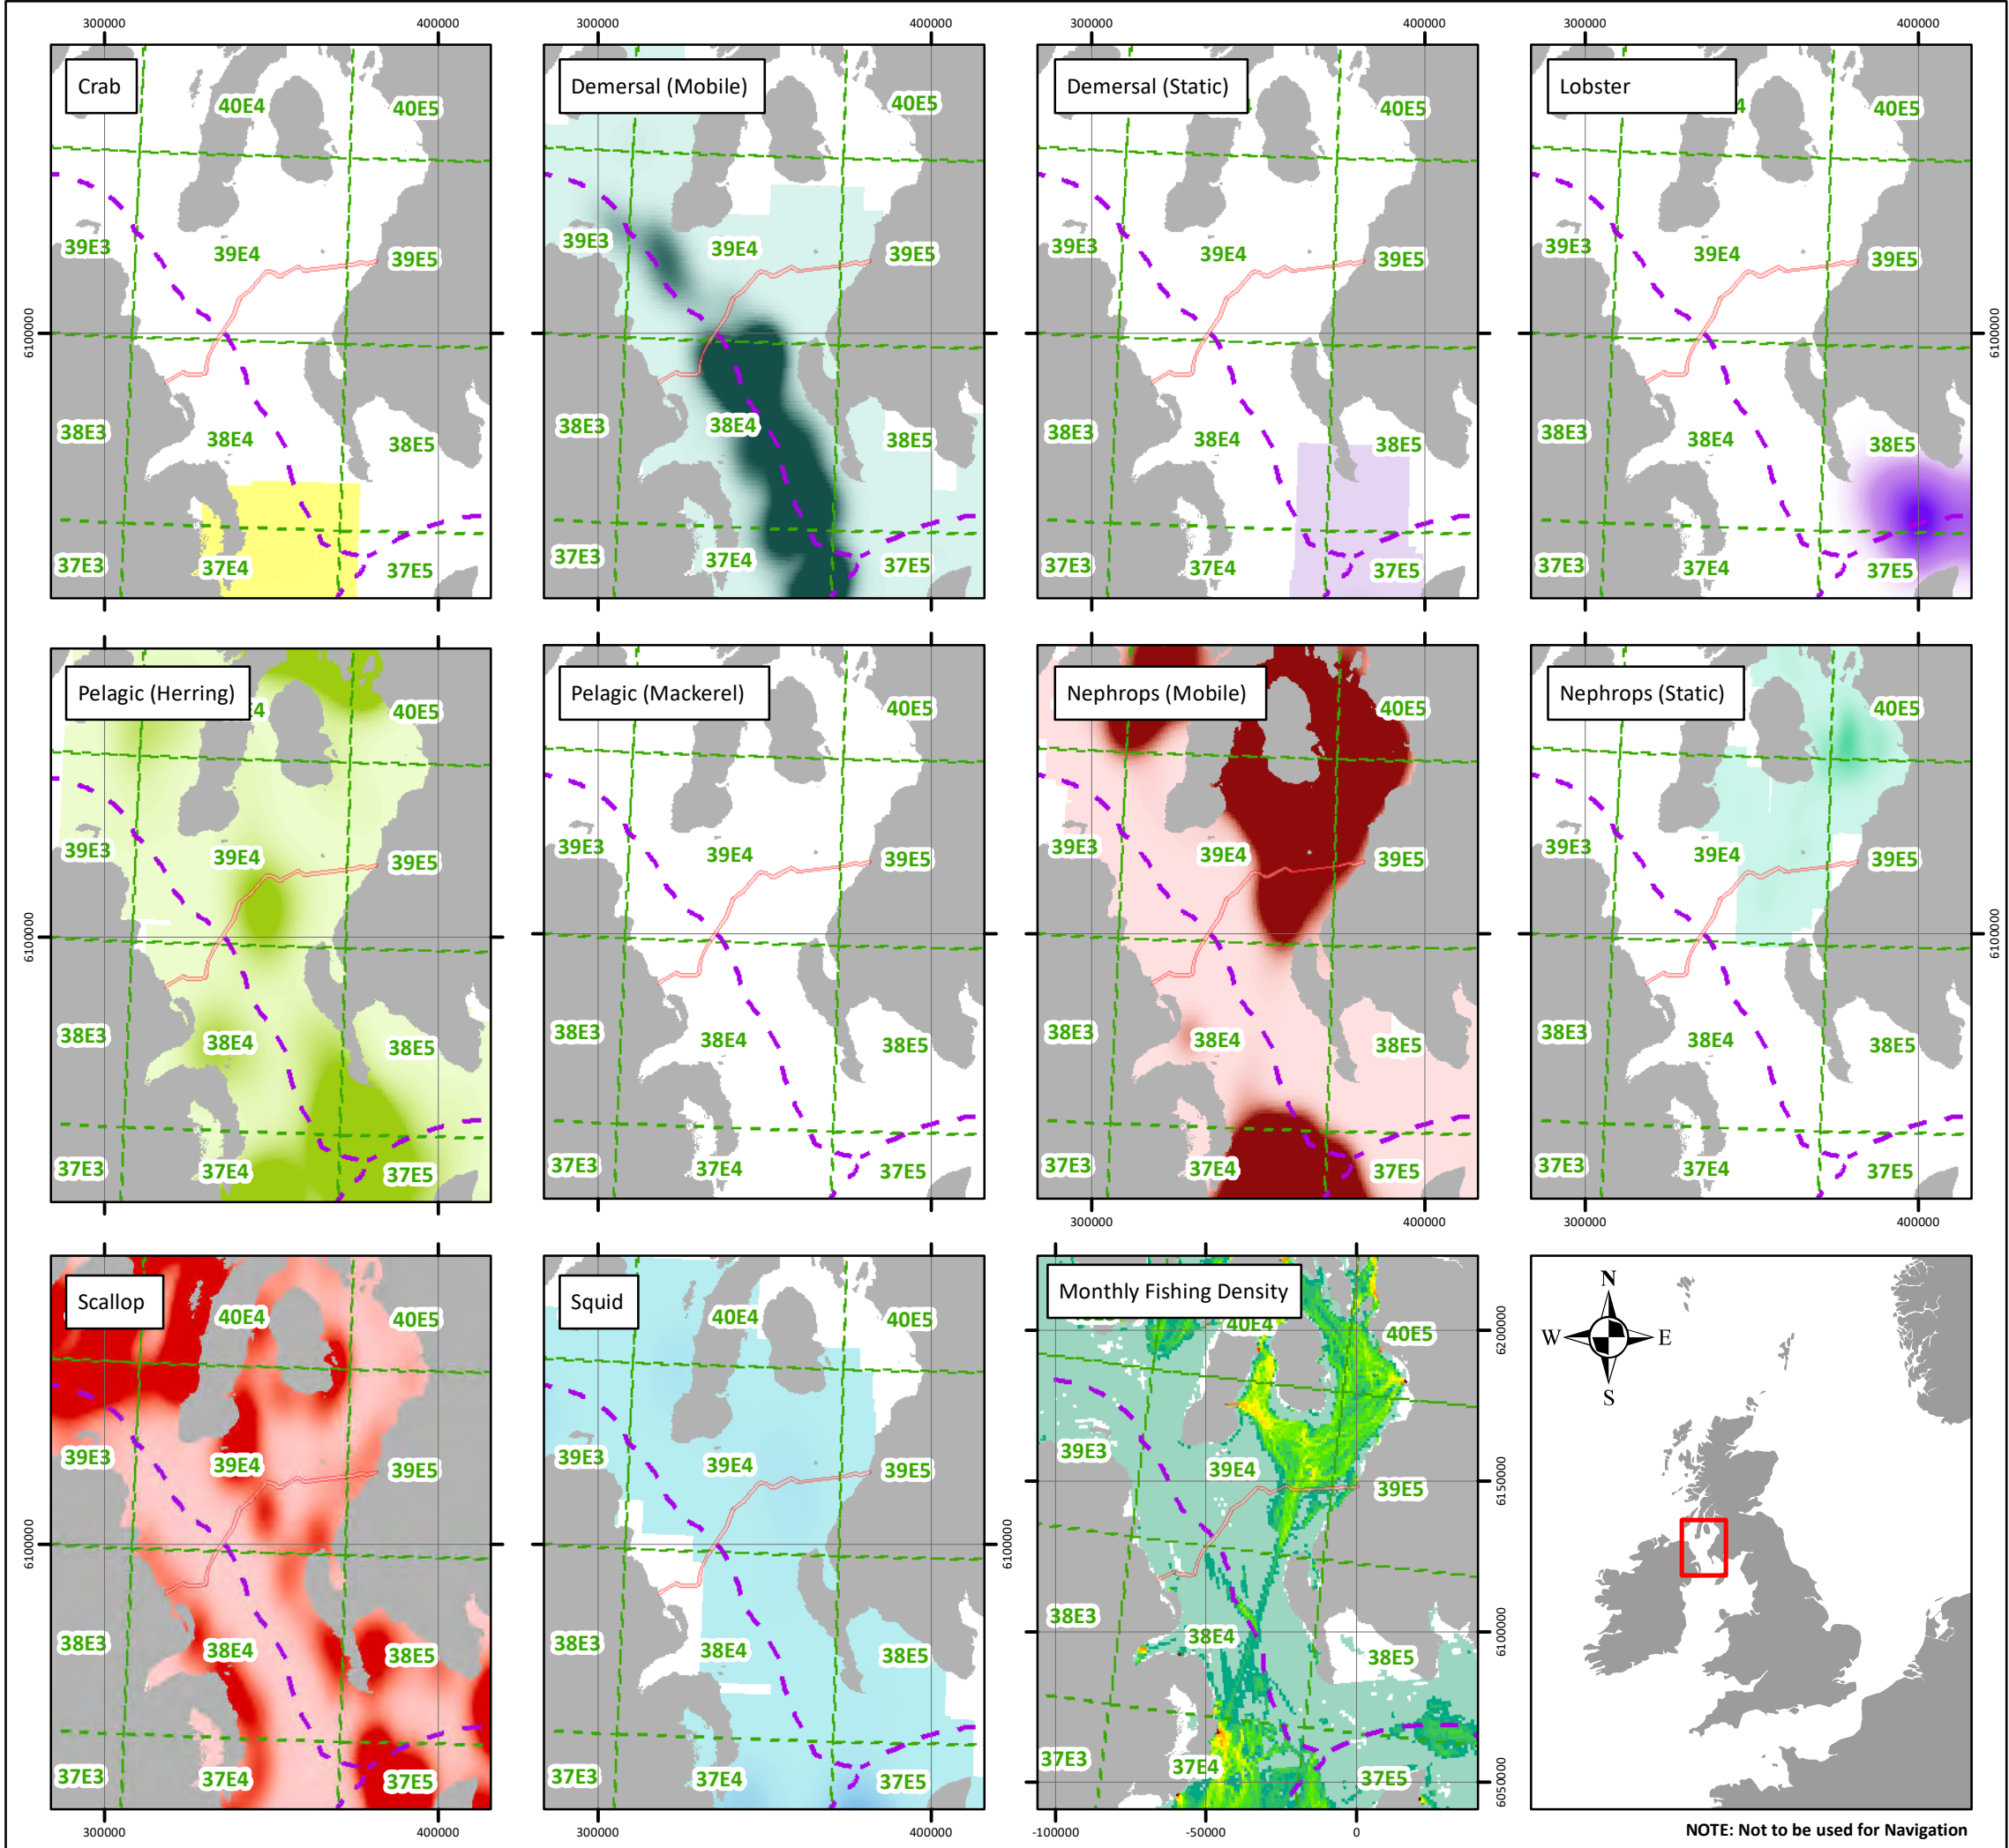 300000 400000 300000 400000 300000 400000
Crab
40E4
40E5
39E3
39E4
39E5
38E3
38E4
38E5
37E3
37E4
37E5
6100000
Demersal (Mobile)
40E5
39E3
39E4
39E5
38E3
38E4
38E5
37E3
37E4
37E5
Demersal (Static)
4
40E5
39E3
39E4
39E5
38E3
38E4
38E5
37E3
37E4
37E5
Lobster
4
40E5
39E3
39E4
39E5
38E3
38E4
38E5
37E3
37E4
37E5
6100000
Pelagic (Herring)
4
40E5
39E3
39E4
39E5
38E3
38E4
38E5
37E3
37E4
37E5
6100000
Pelagic (Mackerel)
40E5
39E3
39E4
39E5
38E3
38E4
38E5
37E3
37E4
37E5
Nephrops (Mobile)
40E5
39E3
39E4
39E5
38E3
38E4
38E5
37E3
37E4
37E5
300000 400000
Nephrops (Static)
40E5
39E3
39E4
39E5
38E3
38E4
38E5
37E3
37E4
37E5
6100000
300000 400000
Scallop
40E4
40E5
39E3
39E4
39E5
38E3
38E4
38E5
37E3
37E4
37E5
6100000
300000 400000
Squid
40E4
40E5
39E3
39E4
39E5
38E3
38E4
38E5
37E3
37E4
37E5
6100000
300000 400000
Monthly Fishing Density
40E4
40E5
39E3
39E4
39E5
38E3
38E4
38E5
37E3
37E4
37E5
6200000
6150000
6100000
6050000
-100000 -50000 0
N
W E
S
NOTE: Not to be used for Navigation